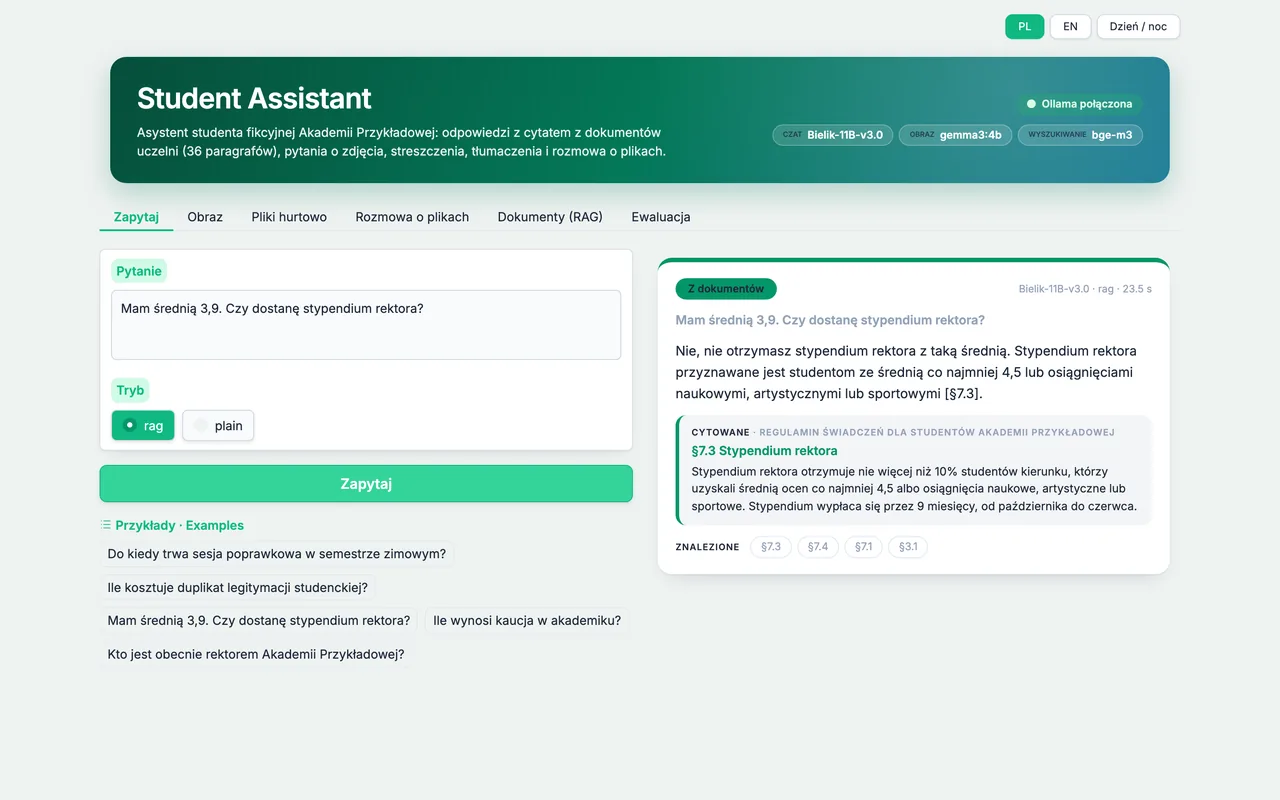 PL
EN
Dzień / noc
Student Assistant
Asystent studenta fikcyjnej Akademii Przykładowej: odpowiedzi z cytatem z dokumentów
uczelni (36 paragrafów), pytania o zdjęcia, streszczenia, tłumaczenia i rozmowa o plikach.
Ollama połączona
CZAT Bielik-11B-v3.0
OBRAZ gemma3:4b
WYSZUKIWANIE bge-m3
Zapytaj
Obraz
Pliki hurtowo
Rozmowa o plikach
Dokumenty (RAG)
Ewaluacja
Pytanie
Mam średnią 3,9. Czy dostanę stypendium rektora?
Tryb
rag
plain
Zapytaj
Przykłady · Examples
Do kiedy trwa sesja poprawkowa w semestrze zimowym?
Ile kosztuje duplikat legitymacji studenckiej?
Mam średnią 3,9. Czy dostanę stypendium rektora?
Ile wynosi kaucja w akademiku?
Kto jest obecnie rektorem Akademii Przykładowej?
Z dokumentów
Bielik-11B-v3.0 · rag · 23.5 s
Mam średnią 3,9. Czy dostanę stypendium rektora?
Nie, nie otrzymasz stypendium rektora z taką średnią. Stypendium rektora
przyznawane jest studentom ze średnią co najmniej 4,5 lub osiągnięciami
naukowymi, artystycznymi lub sportowymi [§7.3].
CYTOWANE · REGULAMIN ŚWIADCZEŃ DLA STUDENTÓW AKADEMII PRZYKŁADOWEJ
§7.3 Stypendium rektora
Stypendium rektora otrzymuje nie więcej niż 10% studentów kierunku, którzy
uzyskali średnią ocen co najmniej 4,5 albo osiągnięcia naukowe, artystyczne lub
sportowe. Stypendium wypłaca się przez 9 miesięcy, od października do czerwca.
ZNALEZIONE
§7.3
§7.4
§7.1
§3.1